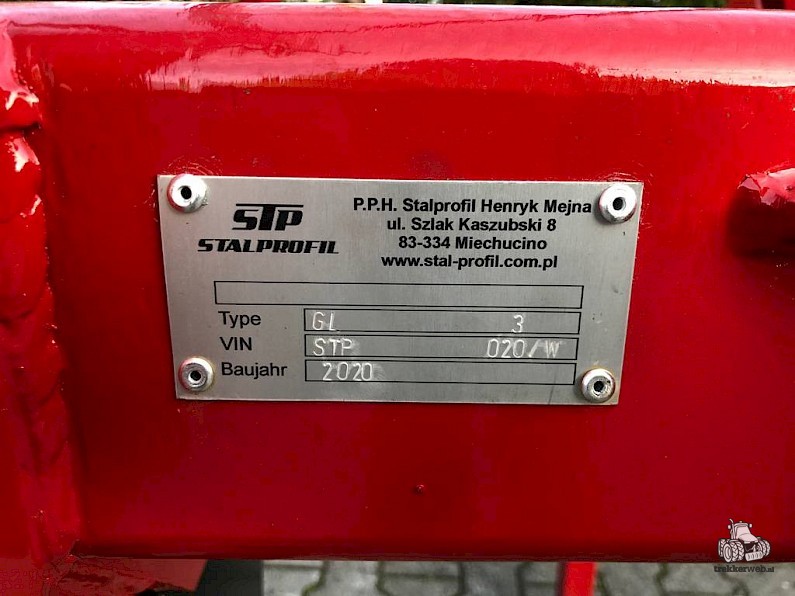 STP
STALPROFIL
P.P.H. Stalprofil Henryk Mejna
ul. Szlak Kaszubski 8
83-334 Miechucino
www.stal-profil.com.pl
Type GL 3
VIN STP 020/W
Baujahr 2020
trekkerweb.nl